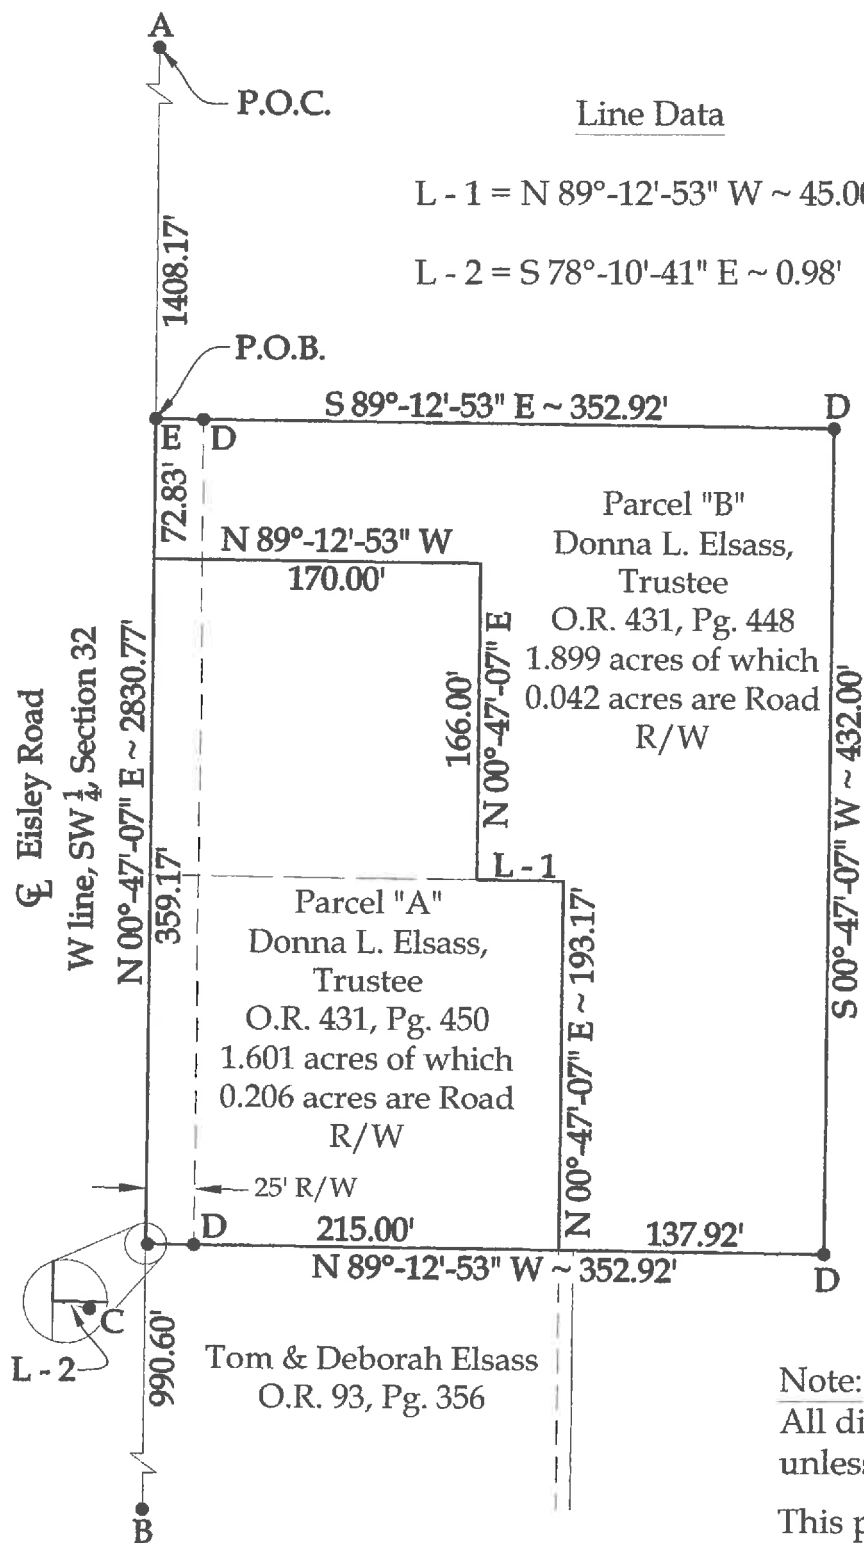 A
P.O.C.
Line Data
L - 1 = N 89°-12'-53" W ~ 45.00
L - 2 = S 78°-10'-41" E ~ 0.98'
1408.17'
P.O.B.
S 89°-12'-53" E ~ 352.92'
D
E
D
72.83'
N 89°-12'-53" W
170.00'
Parcel "B"
Donna L. Elsass,
Trustee
O.R. 431, Pg. 448
1.899 acres of which
0.042 acres are Road
R/W
166.00'
N 00°-47'-07" E
S 00°-47'-07" W ~ 432.00'
℄ Eisley Road
W line, SW 1/4, Section 32
N 00°-47'-07" E ~ 2830.77'
359.17'
L - 1
Parcel "A"
Donna L. Elsass,
Trustee
O.R. 431, Pg. 450
1.601 acres of which
0.206 acres are Road
R/W
N 00°-47'-07" E ~ 193.17'
25' R/W
D
215.00'
137.92'
N 89°-12'-53" W ~ 352.92'
D
C
L - 2
990.60'
Tom & Deborah Elsass
O.R. 93, Pg. 356
B
Note:
All di
unless
This p